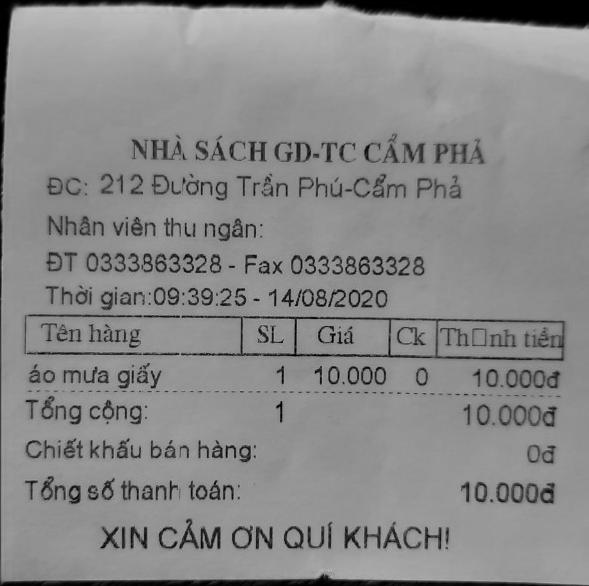 NHÀ SÁCH GD-TC CẨM PHẢ
ĐC: 212 Đường Trần Phú-Cẩm Phả
Nhân viên thu ngân:
ĐT 0333863328 - Fax 0333863328
Thời gian:09:39:25 - 14/08/2020
Tên hàng SL Giá Ck Th□nh tiền
áo mưa giấy 1 10.000 0 10.000đ
Tổng cộng: 1 10.000đ
Chiết khấu bán hàng: 0đ
Tổng số thanh toán: 10.000đ
XIN CẢM ƠN QUÍ KHÁCH!